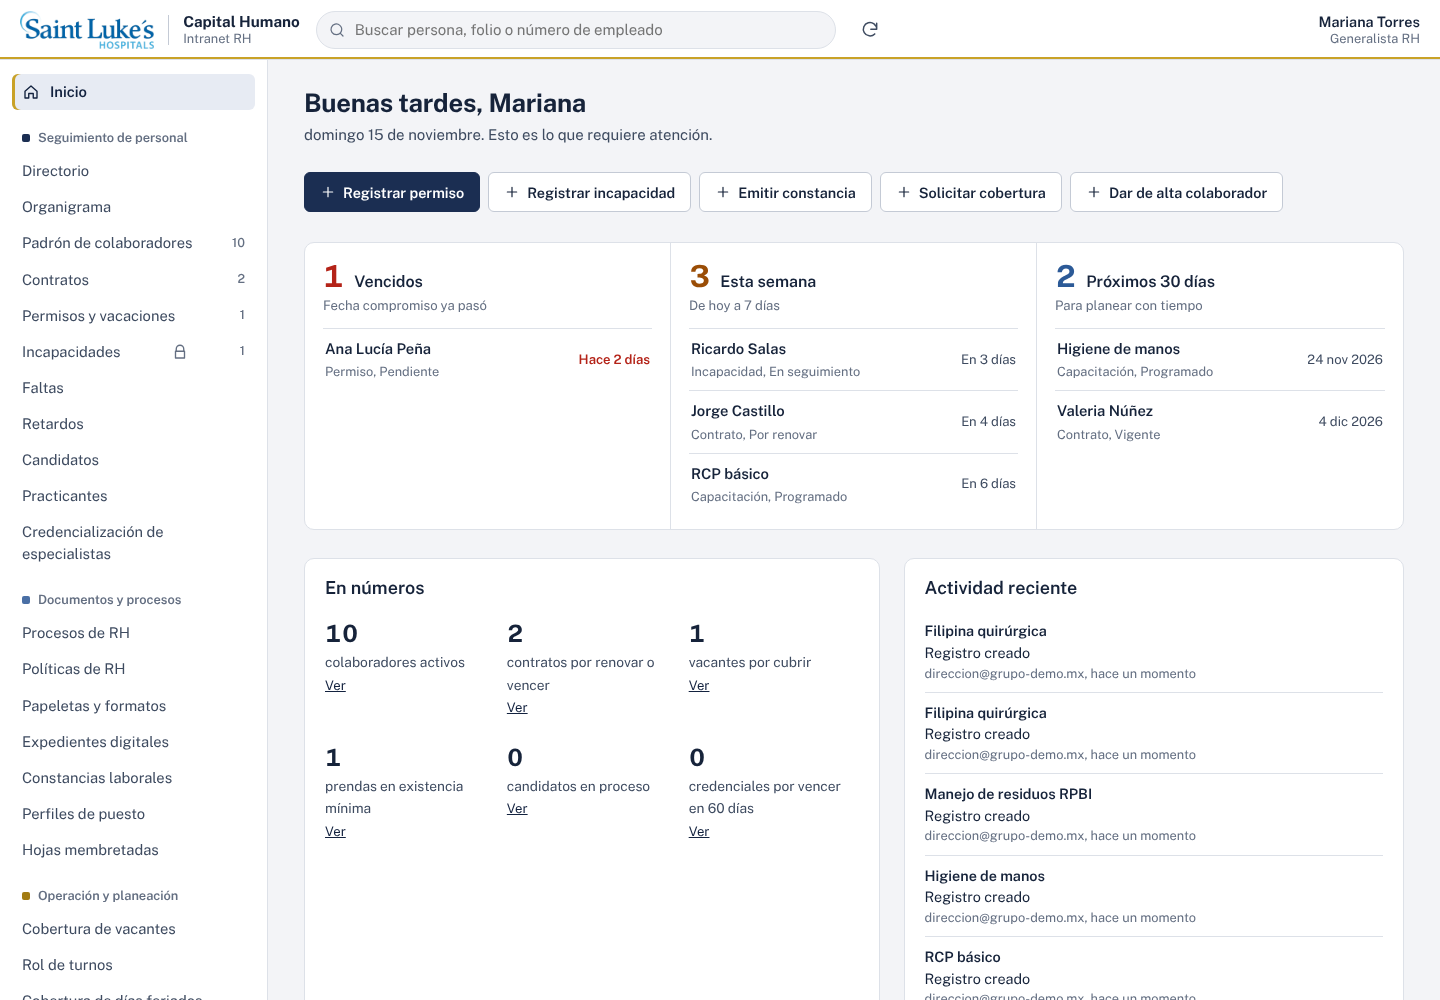 Saint Luke's
HOSPITALS
Capital Humano
Intranet RH
Buscar persona, folio o número de empleado
Mariana Torres
Generalista RH
Inicio
Seguimiento de personal
Directorio
Organigrama
Padrón de colaboradores 10
Contratos 2
Permisos y vacaciones 1
Incapacidades 1
Faltas
Retardos
Candidatos
Practicantes
Credencialización de
especialistas
Documentos y procesos
Procesos de RH
Políticas de RH
Papeletas y formatos
Expedientes digitales
Constancias laborales
Perfiles de puesto
Hojas membretadas
Operación y planeación
Cobertura de vacantes
Rol de turnos
Cobertura de días feriados
Buenas tardes, Mariana
domingo 15 de noviembre. Esto es lo que requiere atención.
Registrar permiso
Registrar incapacidad
Emitir constancia
Solicitar cobertura
Dar de alta colaborador
1 Vencidos
Fecha compromiso ya pasó
Ana Lucía Peña
Permiso, Pendiente
Hace 2 días
3 Esta semana
De hoy a 7 días
Ricardo Salas
Incapacidad, En seguimiento
En 3 días
Jorge Castillo
Contrato, Por renovar
En 4 días
RCP básico
Capacitación, Programado
En 6 días
2 Próximos 30 días
Para planear con tiempo
Higiene de manos
Capacitación, Programado
24 nov 2026
Valeria Núñez
Contrato, Vigente
4 dic 2026
En números
10
colaboradores activos
Ver
2
contratos por renovar o
vencer
Ver
1
vacantes por cubrir
Ver
1
prendas en existencia
mínima
Ver
0
candidatos en proceso
Ver
0
credenciales por vencer
en 60 días
Ver
Actividad reciente
Filipina quirúrgica
Registro creado
direccion@grupo-demo.mx, hace un momento
Filipina quirúrgica
Registro creado
direccion@grupo-demo.mx, hace un momento
Manejo de residuos RPBI
Registro creado
direccion@grupo-demo.mx, hace un momento
Higiene de manos
Registro creado
direccion@grupo-demo.mx, hace un momento
RCP básico
Registro creado
direccion@grupo-demo.mx, hace un momento